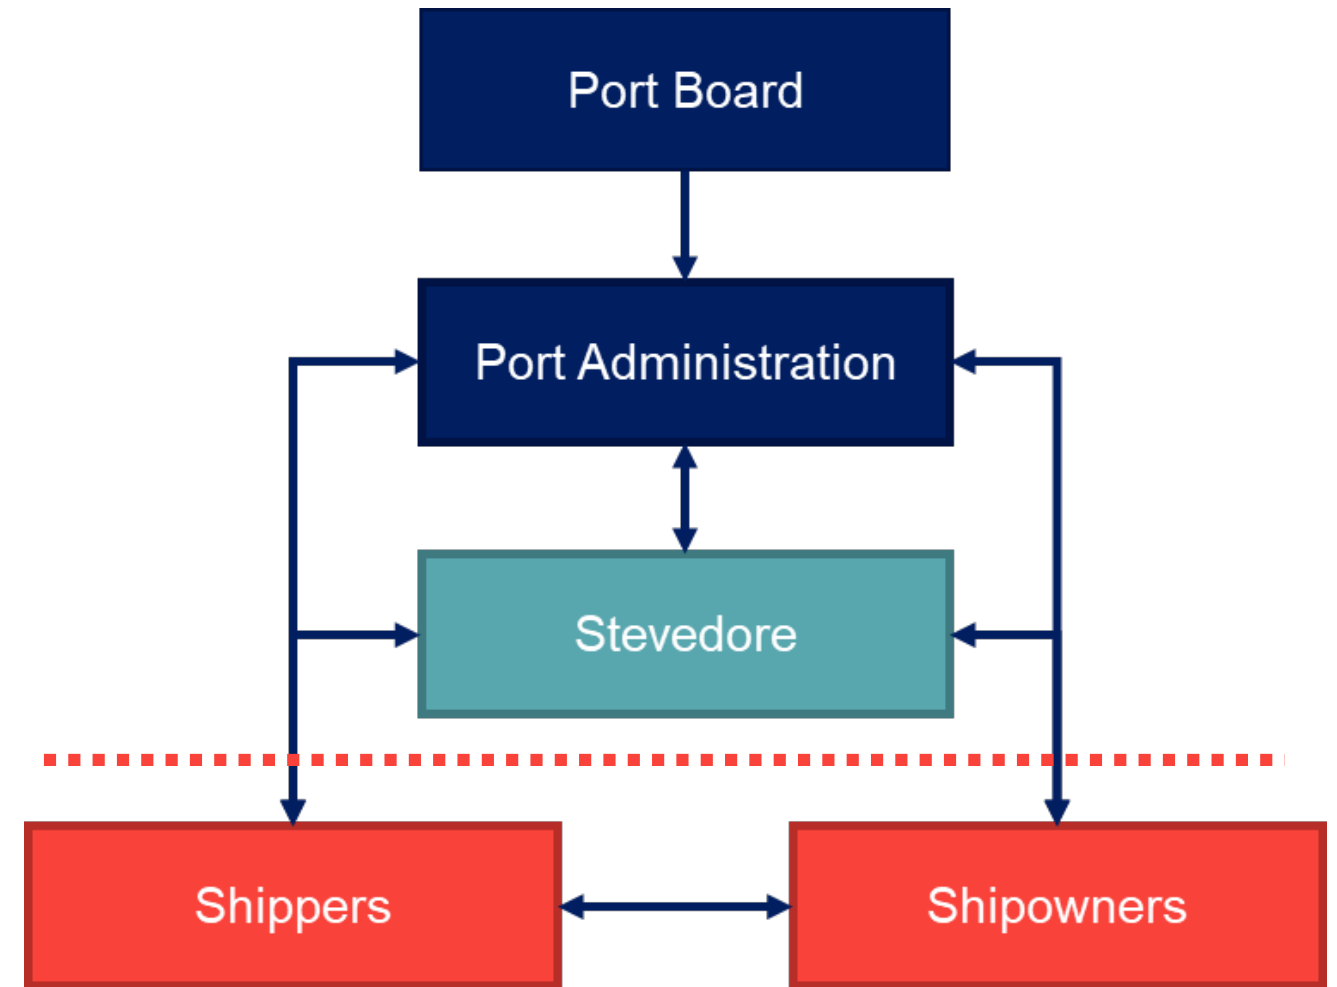 Port Board
Port Administration
Stevedore
Shippers
Shipowners